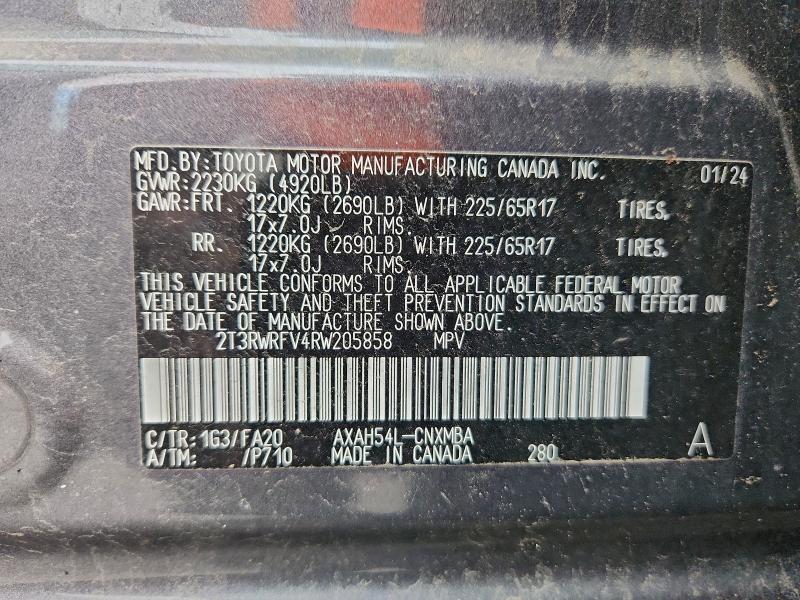 MFD.BY:TOYOTA MOTOR MANUFACTURING CANADA INC. 01/24
GVWR:2230KG (4920LB)
GAWR:FRT. 1220KG (2690LB) WITH 225/65R17 TIRES,
17x7.0J RIMS,
RR. 1220KG (2690LB) WITH 225/65R17 TIRES,
17x7.0J RIMS.
THIS VEHICLE CONFORMS TO ALL APPLICABLE FEDERAL MOTOR
VEHICLE SAFETY AND THEFT PREVENTION STANDARDS IN EFFECT ON
THE DATE OF MANUFACTURE SHOWN ABOVE.
2T3RWRFV4RW205858 MPV
C/TR:1G3/FA20 AXAH54L-CNXMBA A
A/TM: /P710 MADE IN CANADA 280